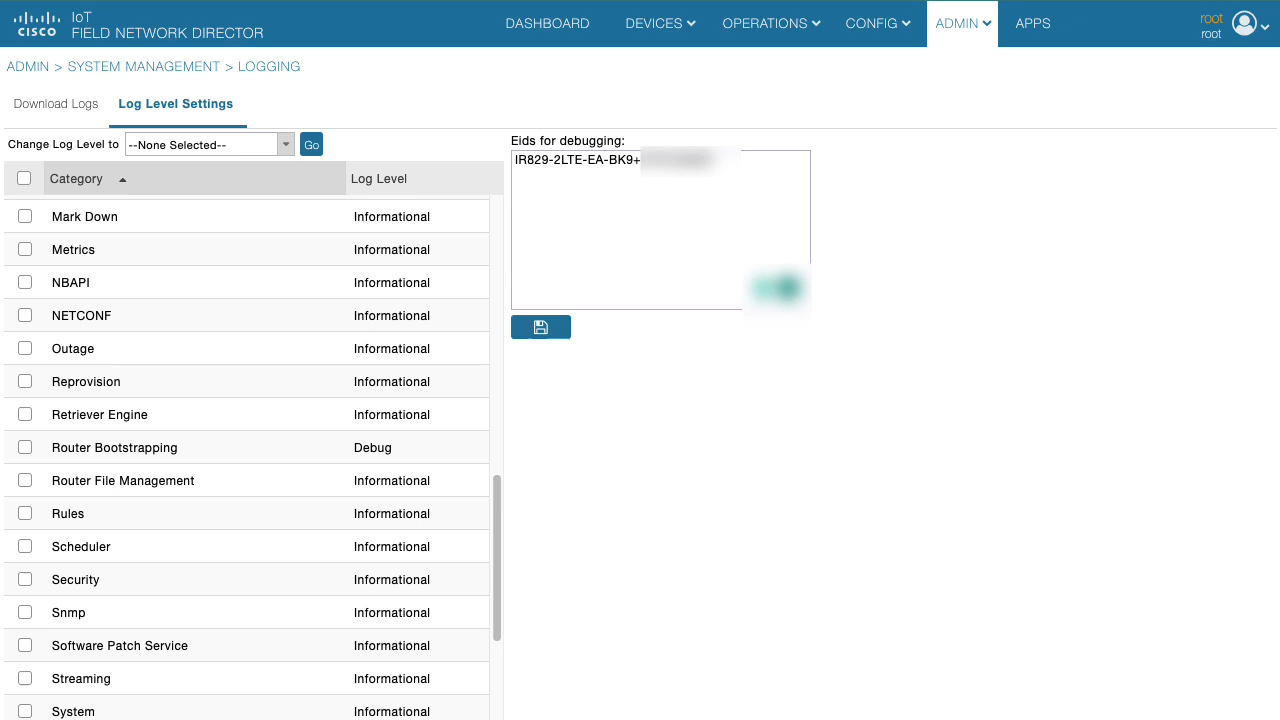 CISCO
IoT
FIELD NETWORK DIRECTOR
DASHBOARD DEVICES OPERATIONS CONFIG ADMIN APPS
root
root
ADMIN > SYSTEM MANAGEMENT > LOGGING
Download Logs Log Level Settings
Change Log Level to --None Selected-- Go
Category Log Level
Mark Down Informational
Metrics Informational
NBAPI Informational
NETCONF Informational
Outage Informational
Reprovision Informational
Retriever Engine Informational
Router Bootstrapping Debug
Router File Management Informational
Rules Informational
Scheduler Informational
Security Informational
Snmp Informational
Software Patch Service Informational
Streaming Informational
System Informational
Eids for debugging:
IR829-2LTE-EA-BK9+